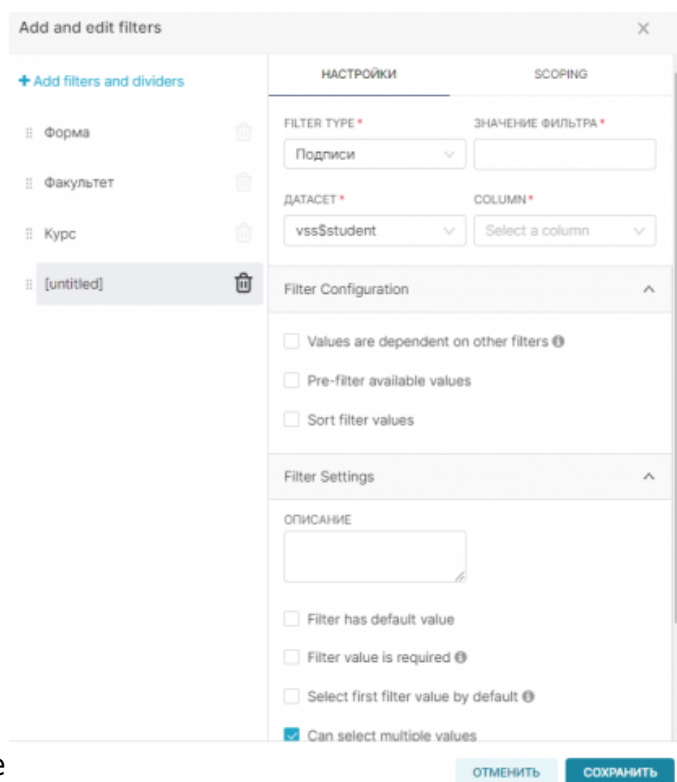 Add and edit filters
+ Add filters and dividers
Форма
Факультет
Курс
[untitled]
НАСТРОЙКИ SCOPING
FILTER TYPE * ЗНАЧЕНИЕ ФИЛЬТРА *
Подписи
ДАТАСЕТ * COLUMN *
vss$student Select a column
Filter Configuration
Values are dependent on other filters
Pre-filter available values
Sort filter values
Filter Settings
ОПИСАНИЕ
Filter has default value
Filter value is required
Select first filter value by default
Can select multiple values
е
ОТМЕНИТЬ СОХРАНИТЬ